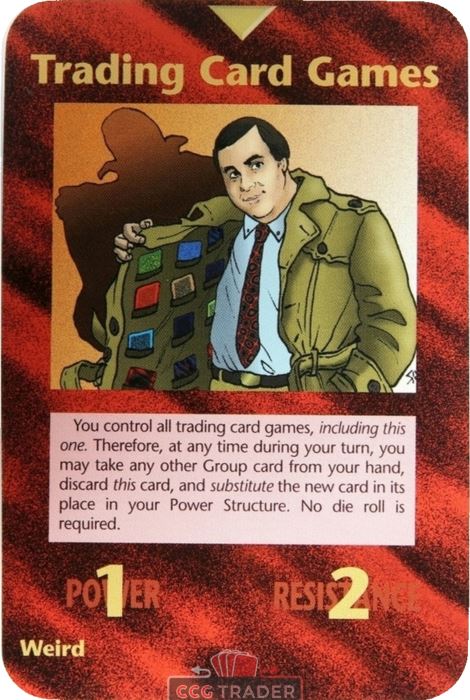 Trading Card Games
You control all trading card games, including this
one. Therefore, at any time during your turn, you
may take any other Group card from your hand,
discard this card, and substitute the new card in its
place in your Power Structure. No die roll is
required.
POWER 1
RESISTANCE 2
Weird
CCG TRADER